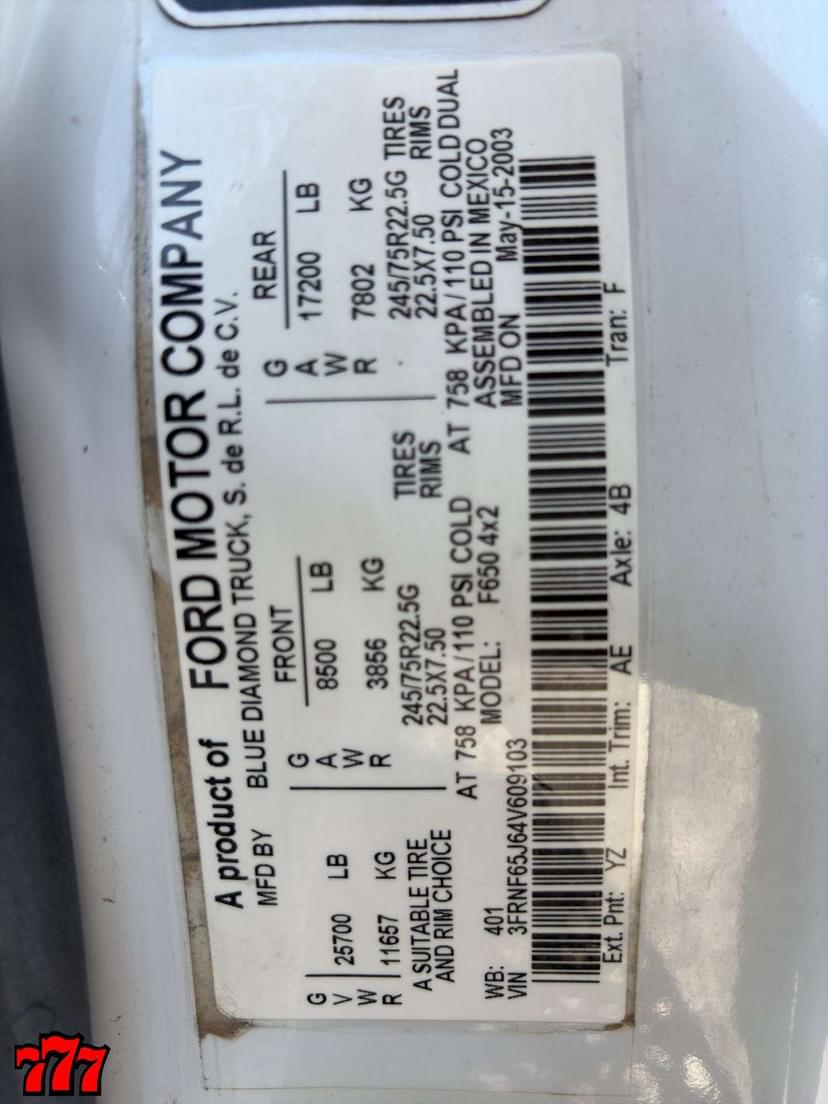 A product of FORD MOTOR COMPANY
MFD BY BLUE DIAMOND TRUCK, S. de R.L. de C.V.
FRONT REAR
G G G
V 25700 LB A 8500 LB A 17200 LB
W W W
R 11657 KG R 3856 KG R 7802 KG
A SUITABLE TIRE 245/75R22.5G TIRES 245/75R22.5G TIRES
AND RIM CHOICE 22.5X7.50 RIMS 22.5X7.50 RIMS
AT 758 KPA/110 PSI COLD AT 758 KPA/110 PSI COLD DUAL
WB: 401 MODEL: F650 4x2 ASSEMBLED IN MEXICO
VIN 3FRNF65J64V609103 MFD ON May-15-2003
Ext. Pnt: YZ Int. Trim: AE Axle: 4B Tran: F
777